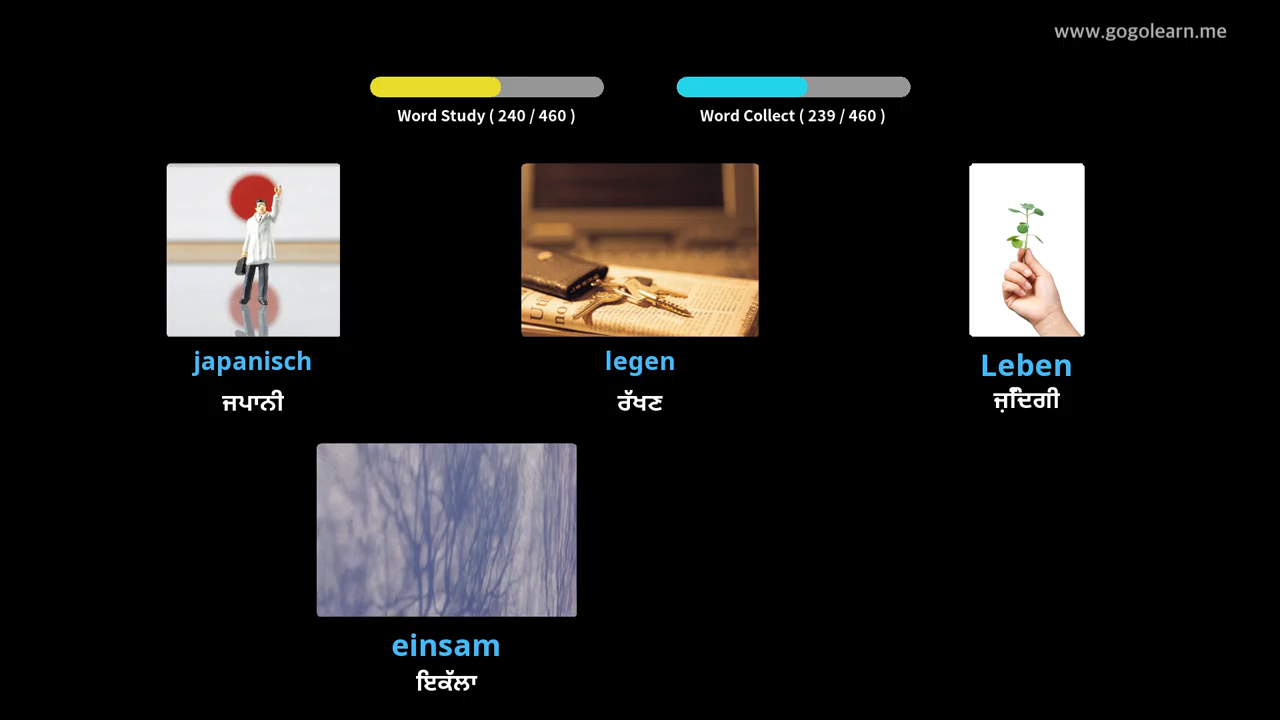 www.gogolearn.me
Word Study ( 240 / 460 )
Word Collect ( 239 / 460 )
japanisch
legen
Leben
ਜਪਾਨੀ
ਰੱਖਣ
ਜ਼ਿੰਦਗੀ
einsam
ਇਕੱਲਾ